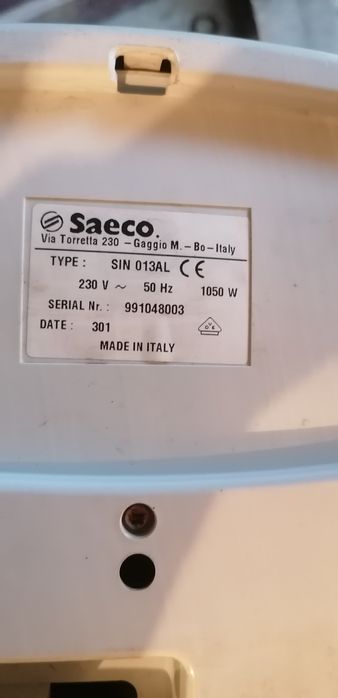 Saeco.
Via Torretta 230 - Gaggio M. - Bo - Italy
TYPE : SIN 013AL CE
230 V ~ 50 Hz 1050 W
SERIAL Nr. : 991048003
DATE : 301
MADE IN ITALY